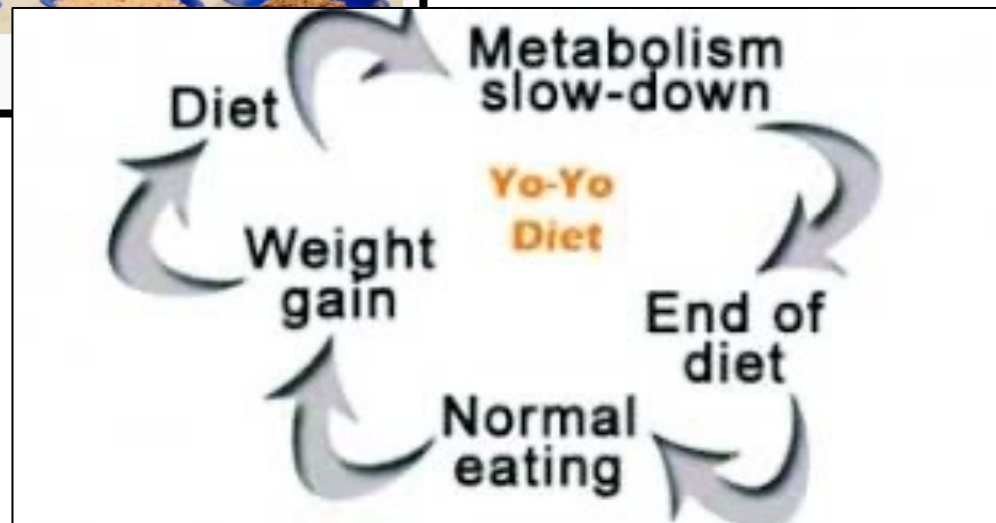 Metabolism
slow-down
Diet
Yo-Yo
Diet
Weight
gain
End of
diet
Normal
eating